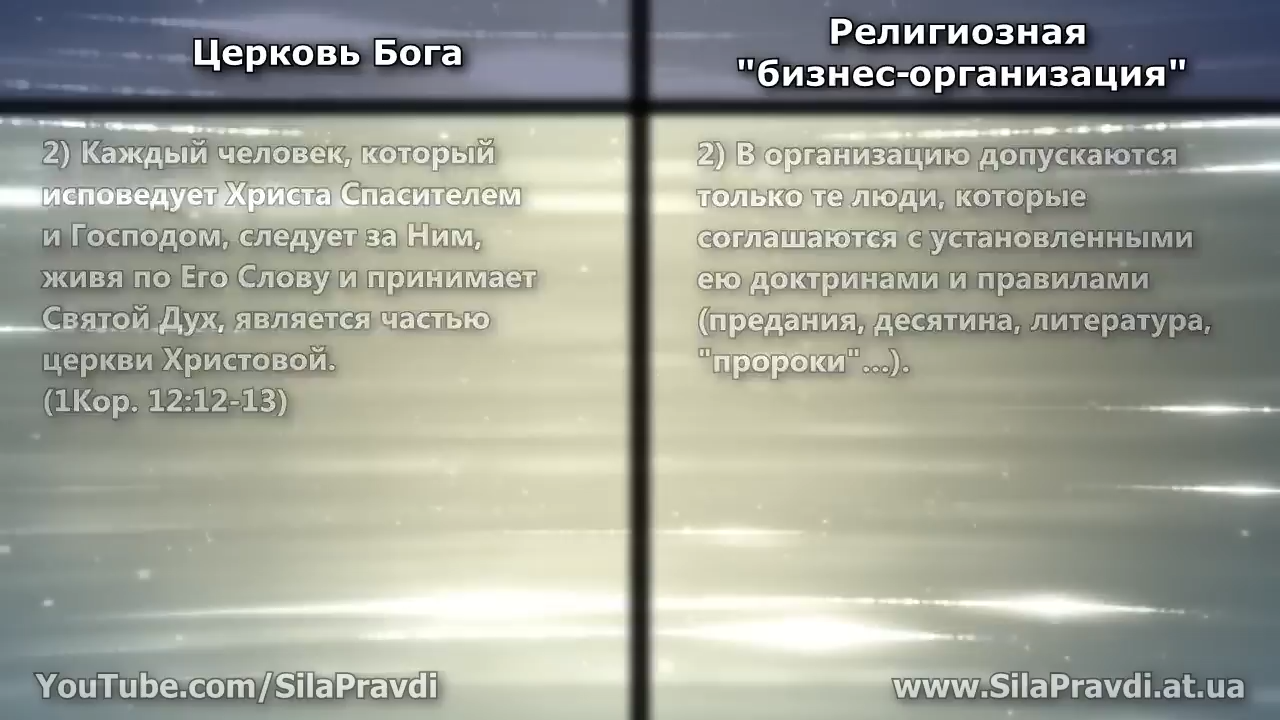 Церковь Бога
Религиозная
"бизнес-организация"
2) Каждый человек, который
исповедует Христа Спасителем
и Господом, следует за Ним,
живя по Его Слову и принимает
Святой Дух, является частью
церкви Христовой.
(1Кор. 12:12-13)
2) В организацию допускаются
только те люди, которые
соглашаются с установленными
ею доктринами и правилами
(предания, десятина, литература,
"пророки"...).
YouTube.com/SilaPravdi
www.SilaPravdi.at.ua